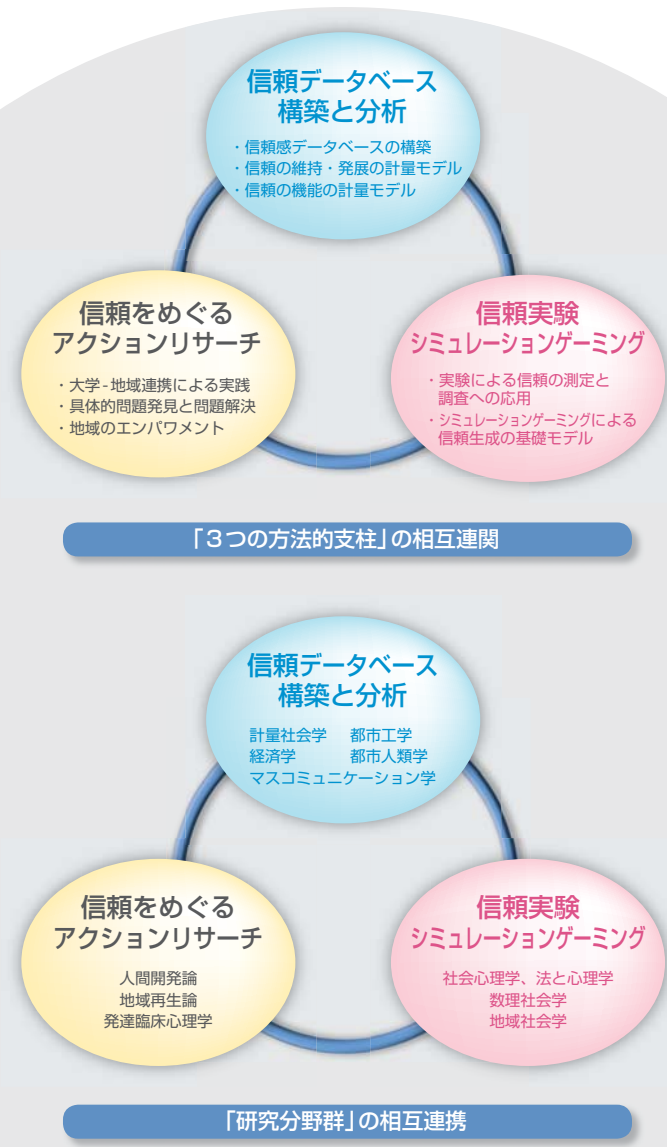 信頼データベース
構築と分析
・信頼感データベースの構築
・信頼の維持・発展の計量モデル
・信頼の機能の計量モデル
信頼をめぐる
アクションリサーチ
・大学-地域連携による実践
・具体的問題発見と問題解決
・地域のエンパワメント
信頼実験
シミュレーションゲーミング
・実験による信頼の測定と
調査への応用
・シミュレーションゲーミングによる
信頼生成の基礎モデル
「3つの方法的支柱」の相互連関
信頼データベース
構築と分析
計量社会学 都市工学
経済学 都市人類学
マスコミュニケーション学
信頼をめぐる
アクションリサーチ
人間開発論
地域再生論
発達臨床心理学
信頼実験
シミュレーションゲーミング
社会心理学、法と心理学
数理社会学
地域社会学
「研究分野群」の相互連携